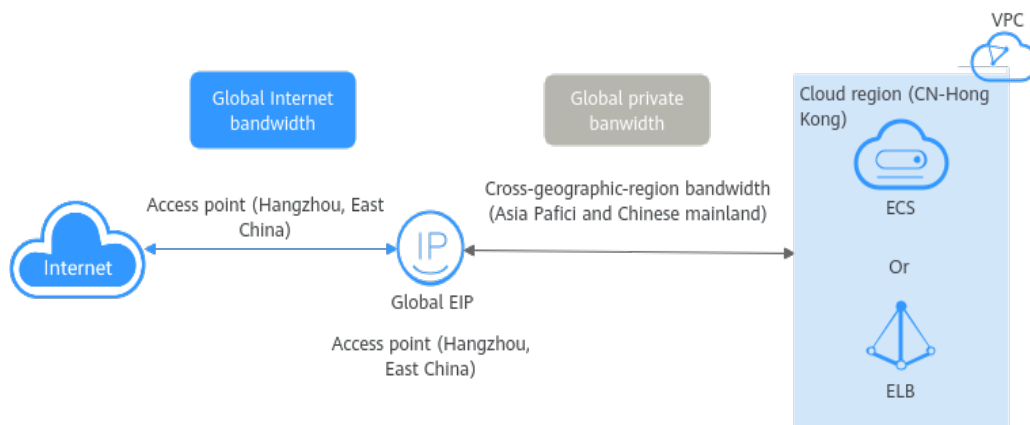 VPC
Global Internet
bandwidth
Global private
banwidth
Cloud region (CN-Hong
Kong)
ECS
Access point (Hangzhou, East
China)
Cross-geographic-region bandwidth
(Asia Pafici and Chinese mainland)
Internet
IP
Global EIP
Or
Access point (Hangzhou,
East China)
ELB